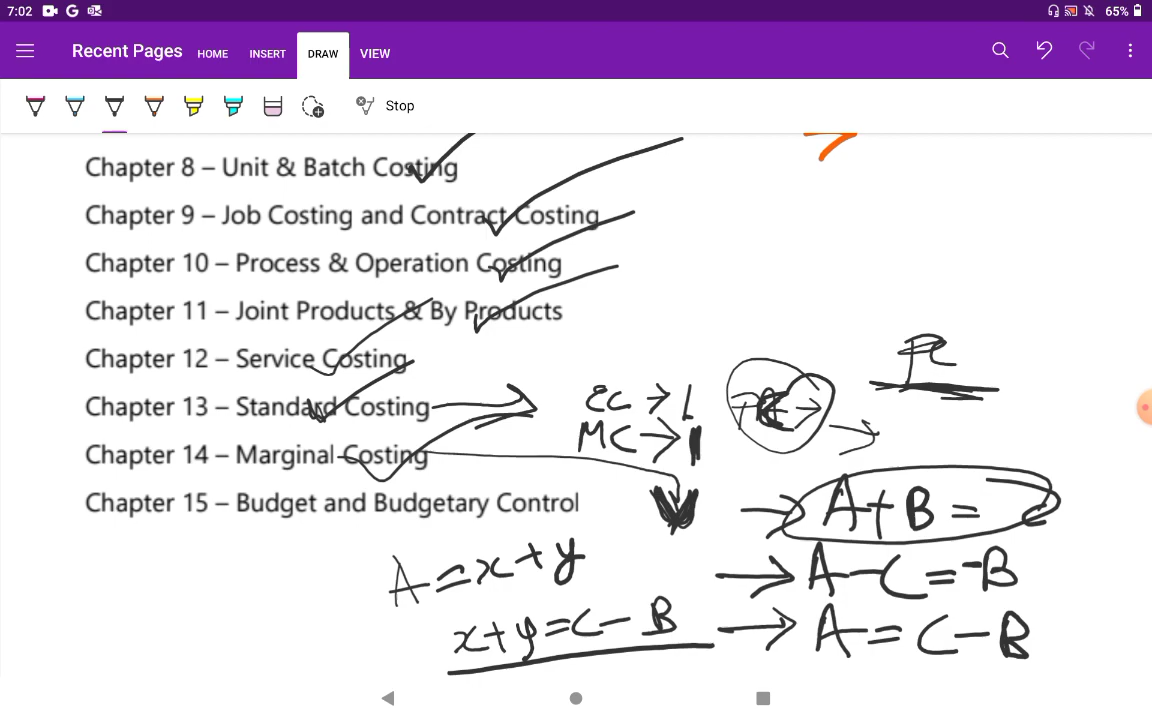 7:02 G 65%
Recent Pages HOME INSERT DRAW VIEW
Stop
Chapter 8 – Unit & Batch Costing
Chapter 9 – Job Costing and Contract Costing
Chapter 10 – Process & Operation Costing
Chapter 11 – Joint Products & By Products
Chapter 12 – Service Costing
Chapter 13 – Standard Costing
Chapter 14 – Marginal Costing
Chapter 15 – Budget and Budgetary Control
MC →
→ A+B =
A=x+y
→ A-C=-B
x+y=C-B
→ A=C-B